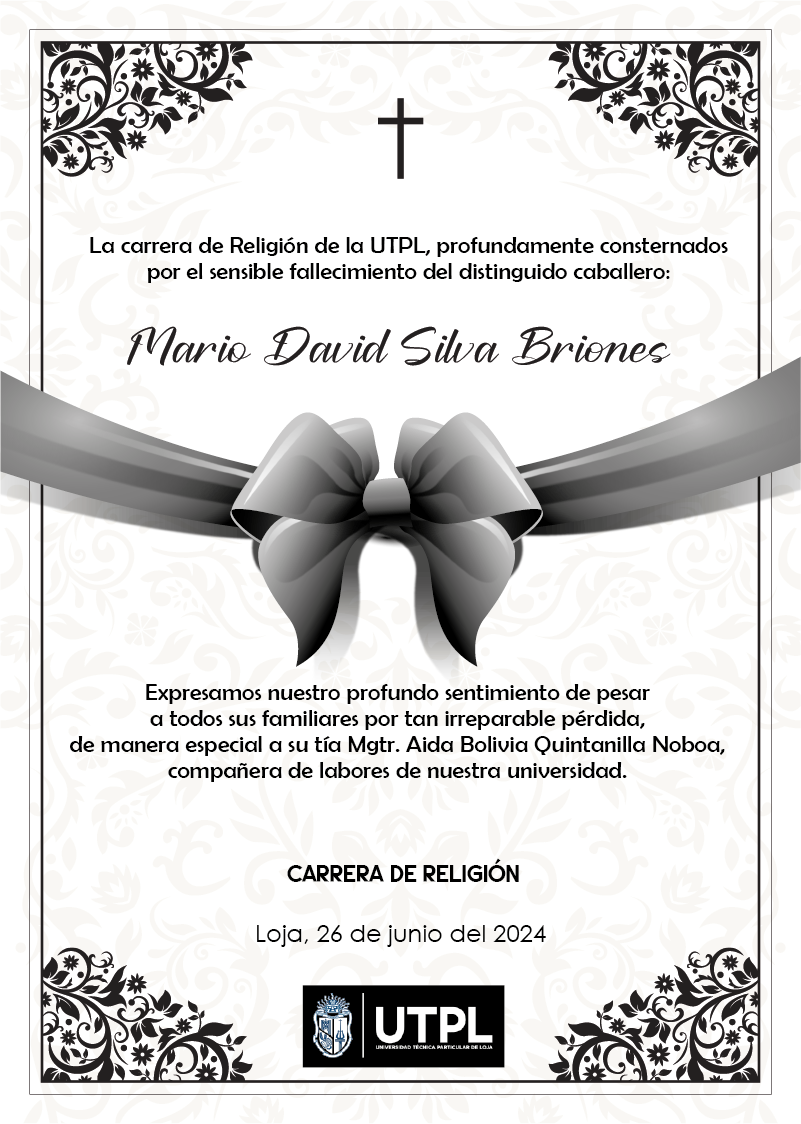 La carrera de Religión de la UTPL, profundamente consternados
por el sensible fallecimiento del distinguido caballero:
Mario David Silva Briones
Expresamos nuestro profundo sentimiento de pesar
a todos sus familiares por tan irreparable pérdida,
de manera especial a su tía Mgtr. Aida Bolivia Quintanilla Noboa,
compañera de labores de nuestra universidad.
CARRERA DE RELIGIÓN
Loja, 26 de junio del 2024
UTPL
UNIVERSIDAD TÉCNICA PARTICULAR DE LOJA